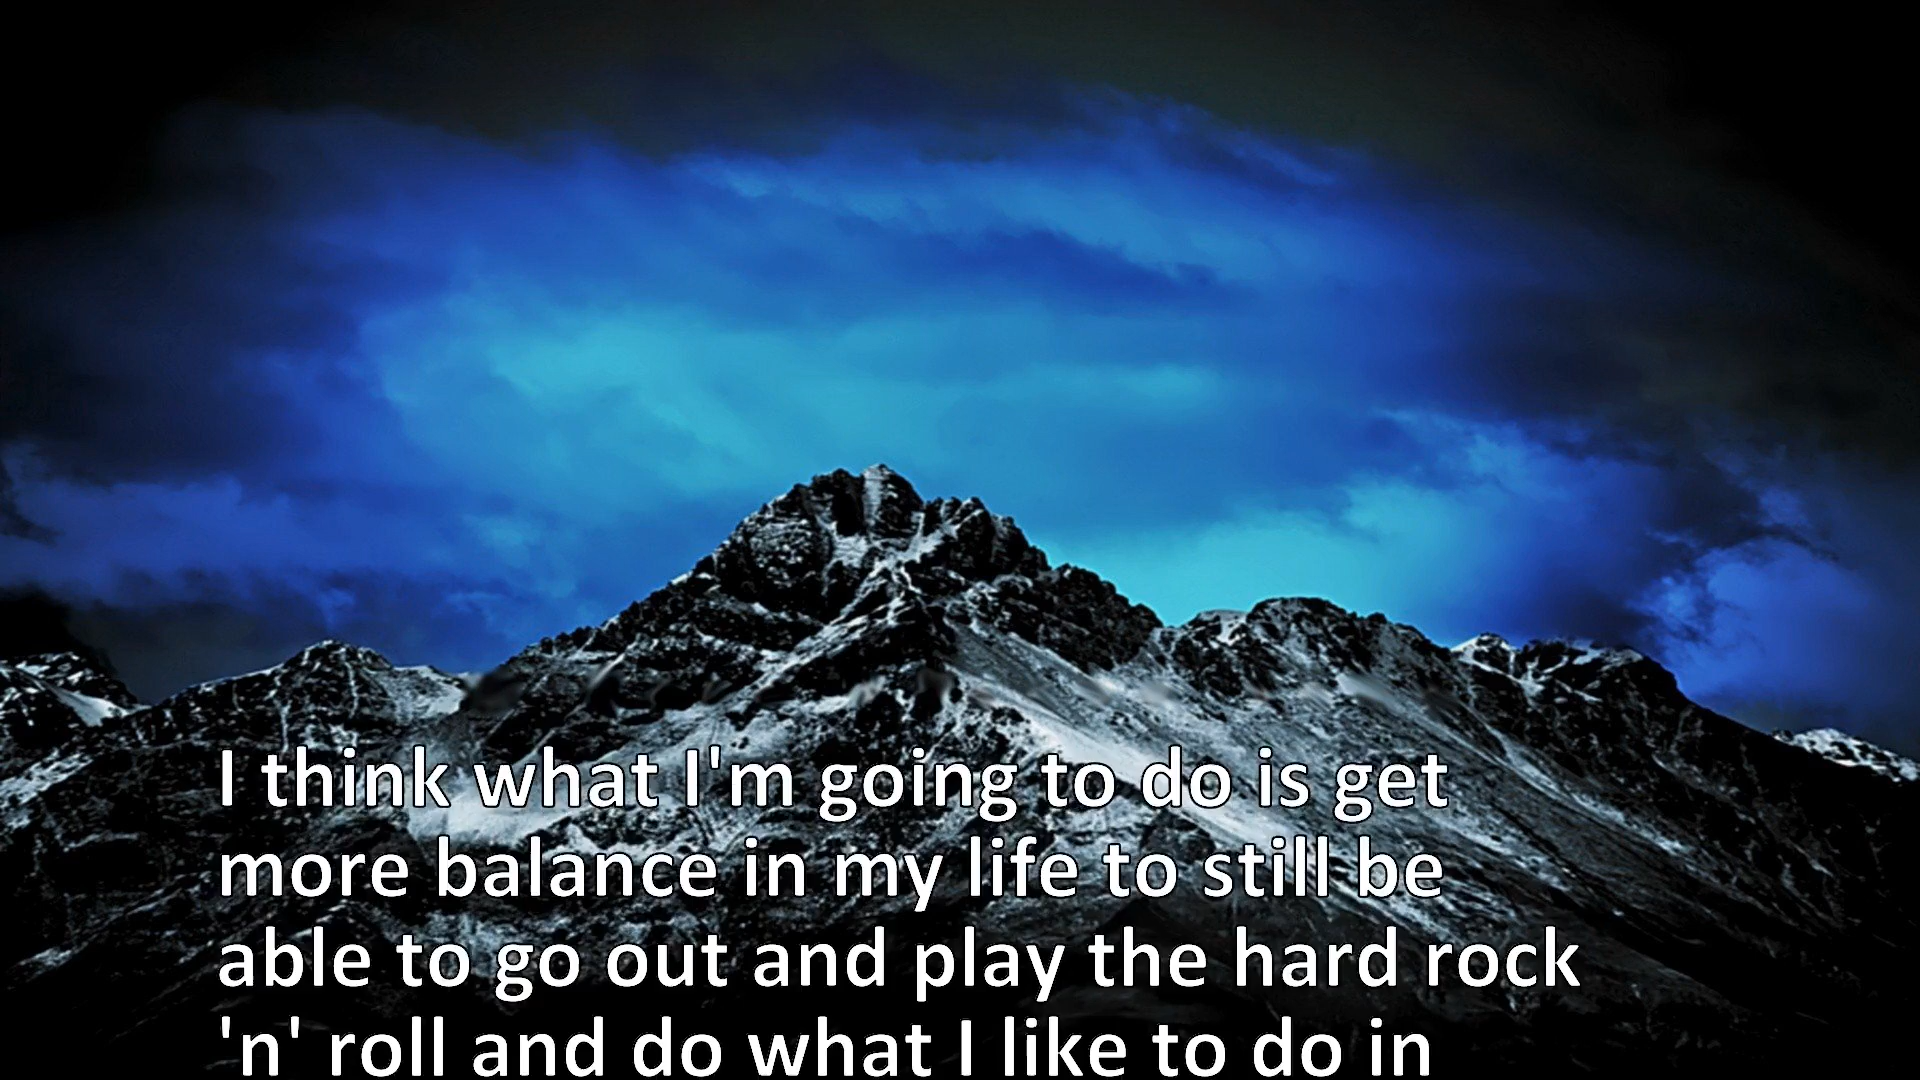 I think what I'm going to do is get
more balance in my life to still be
able to go out and play the hard rock
'n' roll and do what I like to do in